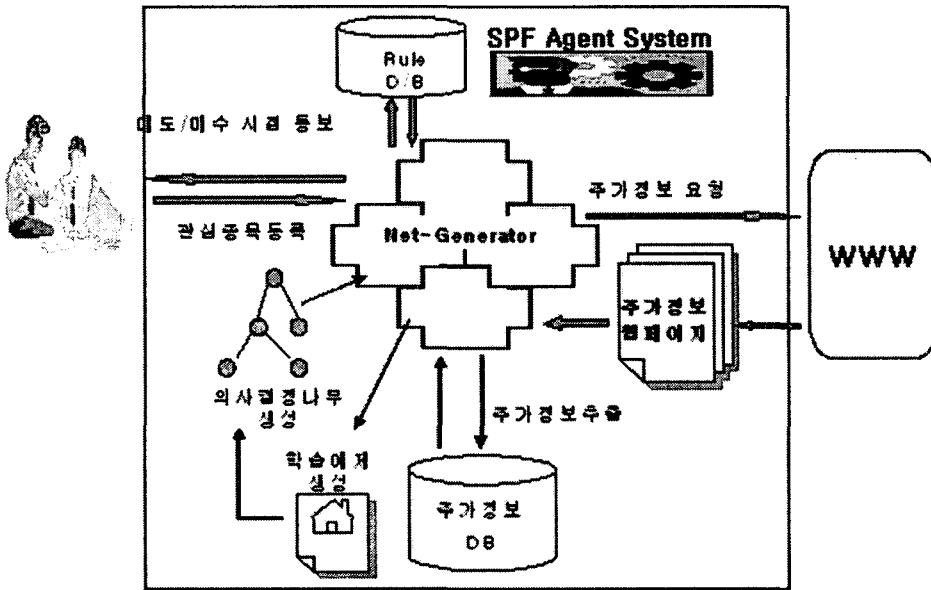 SPF Agent System
Rule
D/B
매도/매수 시점 통보
관심종목등록
Net-Generator
주가정보 요청
WWW
주가정보
웹페이지
의사결정나무
생성
학습예제
생성
주가정보추출
주가정보
DB